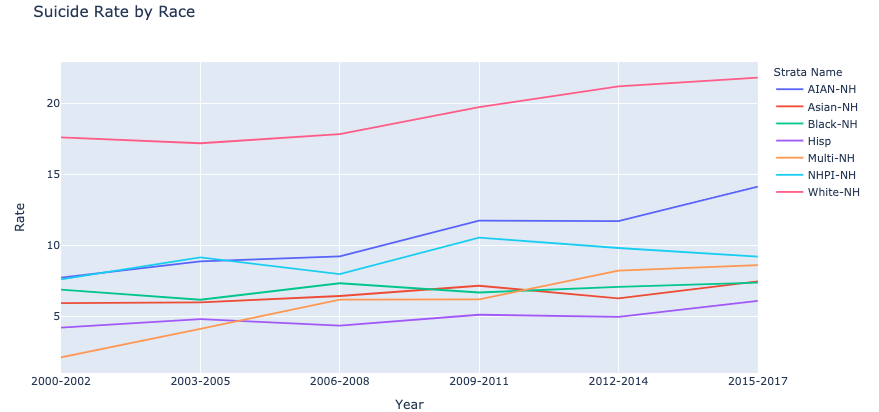 Suicide Rate by Race
Strata Name
AIAN-NH
Asian-NH
Black-NH
Hisp
Multi-NH
NHPI-NH
White-NH
20
15
10
5
Rate
2000-2002
2003-2005
2006-2008
2009-2011
2012-2014
2015-2017
Year